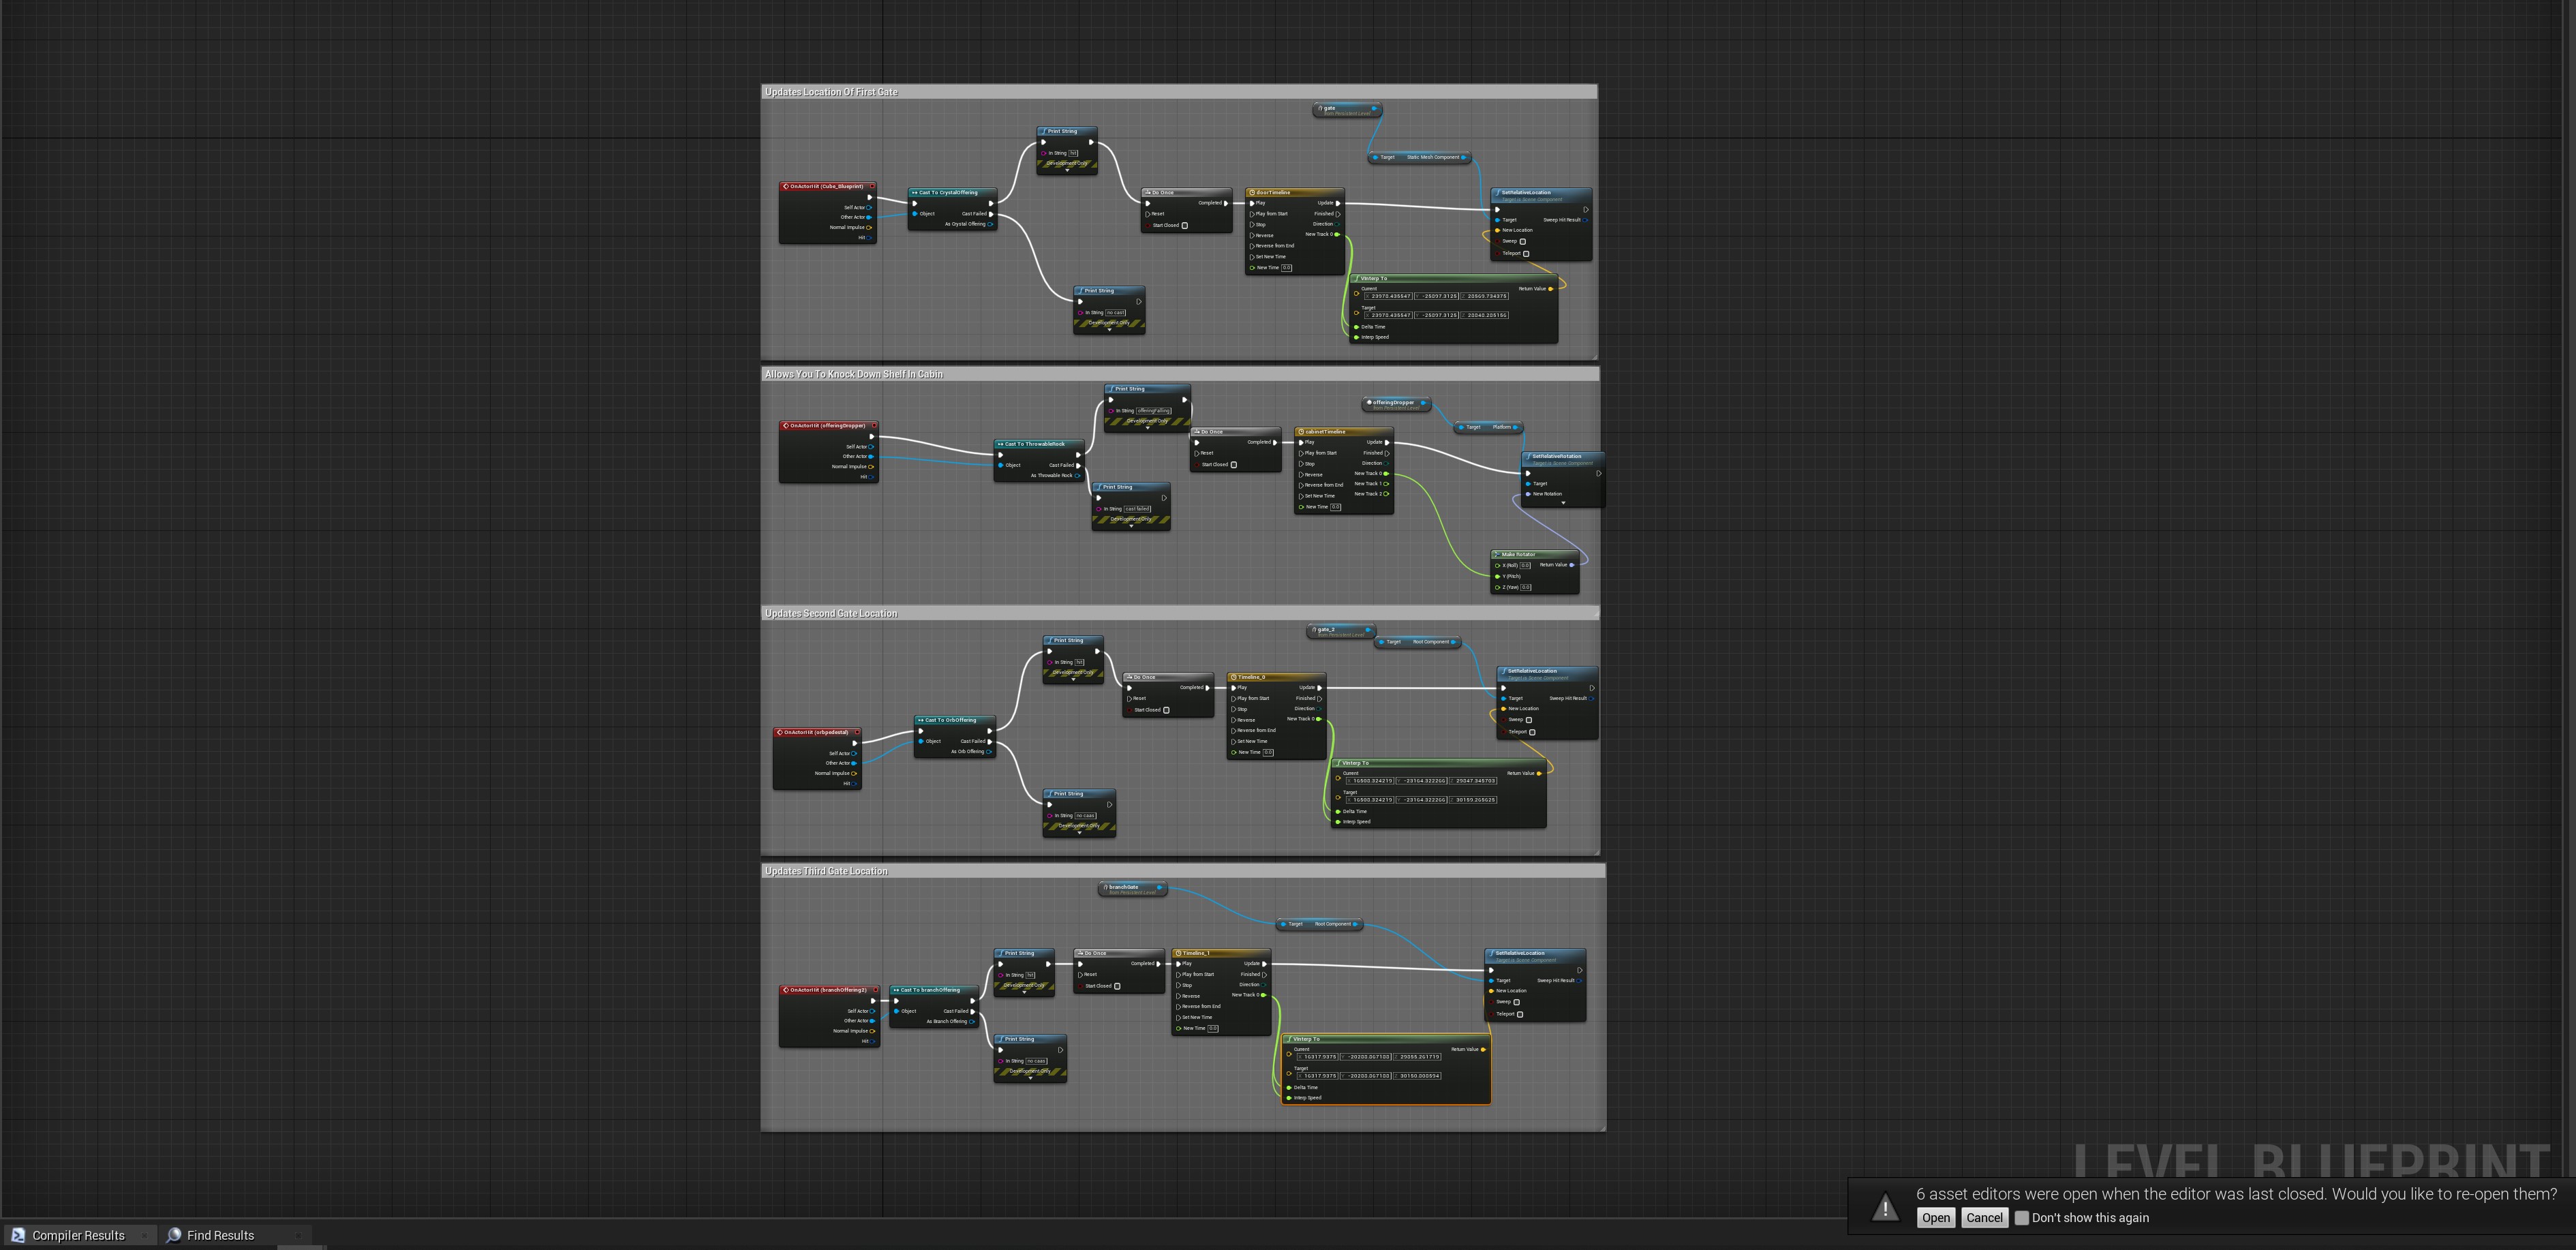 Updates Location Of First Gate
gate
from Persistent Level
Print String
In String hit
Development Only
Target Static Mesh Component
OnActorHit (Cube_Blueprint)
Self Actor
Other Actor
Normal Impulse
Hit
Cast To CrystalOffering
Object Cast Failed
As Crystal Offering
Do Once
Completed
Reset
Start Closed
doorTimeline
Play Update
Play from Start Finished
Stop Direction
Reverse New Track 0
Reverse from End
Set New Time
New Time 0.0
SetRelativeLocation
Target is Scene Component
Target Sweep Hit Result
New Location
Sweep
Teleport
VInterp To
Current Return Value
Target
Delta Time
Interp Speed
Print String
In String no cast
Development Only
Allows You To Knock Down Shelf In Cabin
Print String
In String offeringFalling
Development Only
offeringDropper
from Persistent Level
Target Platform
OnActorHit (offeringDropper)
Self Actor
Other Actor
Normal Impulse
Hit
Cast To ThrowableRock
Object Cast Failed
As Throwable Rock
Do Once
Completed
Reset
Start Closed
cabinetTimeline
Play Update
Play from Start Finished
Stop Direction
Reverse New Track 0
Reverse from End New Track 1
Set New Time New Track 2
New Time 0.0
SetRelativeRotation
Target is Scene Component
Target
New Rotation
Print String
In String cast failed
Development Only
Make Rotator
X (Roll) 0.0 Return Value
Y (Pitch)
Z (Yaw) 0.0
Updates Second Gate Location
gate_2
from Persistent Level
Target Root Component
Print String
In String hit
Development Only
Do Once
Completed
Reset
Start Closed
Timeline_0
Play Update
Play from Start Finished
Stop Direction
Reverse New Track 0
Reverse from End
Set New Time
New Time 0.0
SetRelativeLocation
Target is Scene Component
Target Sweep Hit Result
New Location
Sweep
Teleport
OnActorHit (orbpedestal)
Self Actor
Other Actor
Normal Impulse
Hit
Cast To OrbOffering
Object Cast Failed
As Orb Offering
VInterp To
Current Return Value
Target
Delta Time
Interp Speed
Print String
In String
Development Only
Updates Third Gate Location
branchGate
from Persistent Level
Target Root Component
Print String
In String hit
Development Only
Do Once
Completed
Reset
Start Closed
Timeline_1
Play Update
Play from Start Finished
Stop Direction
Reverse New Track 0
Reverse from End
Set New Time
New Time 0.0
SetRelativeLocation
Target is Scene Component
Target Sweep Hit Result
New Location
Sweep
Teleport
OnActorHit (branchOffering2)
Self Actor
Other Actor
Normal Impulse
Hit
Cast To branchOffering
Object Cast Failed
As Branch Offering
Print String
In String
Development Only
VInterp To
Current Return Value
Target
Delta Time
Interp Speed
LEVEL BLUEPRINT
6 asset editors were open when the editor was last closed. Would you like to re-open them?
Open Cancel Don't show this again
Compiler Results Find Results